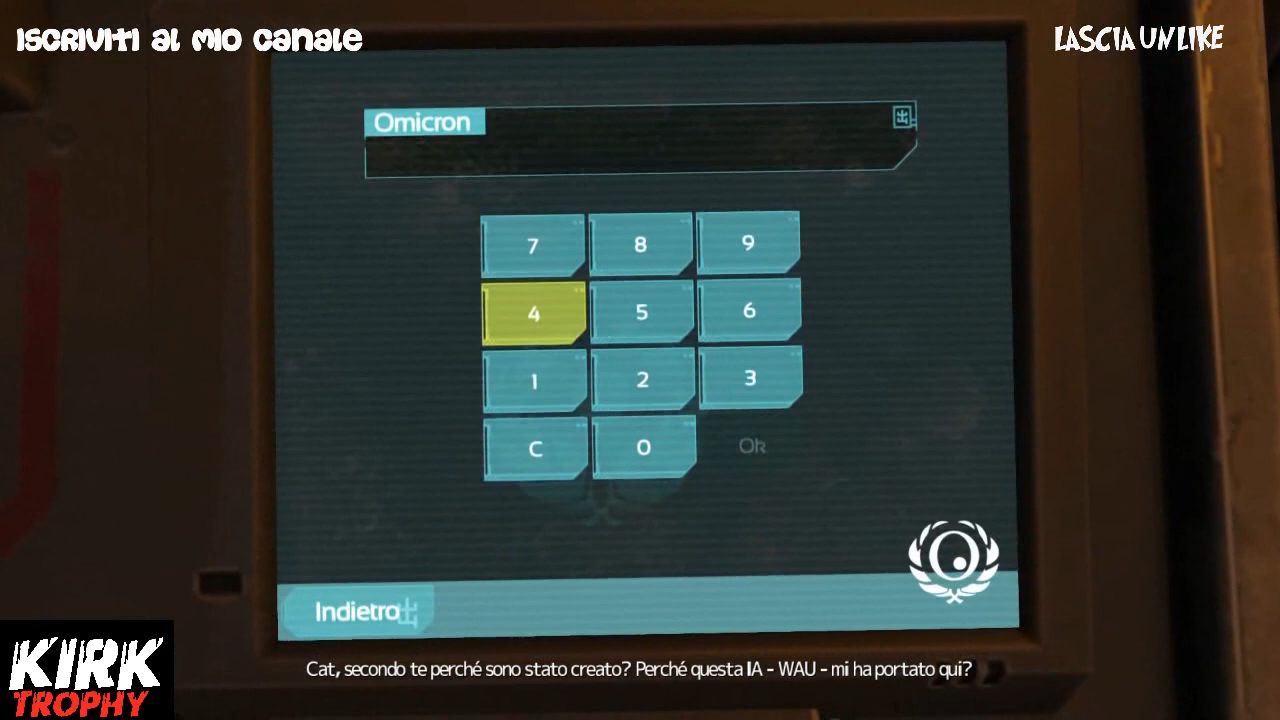 ISCRIVITI AL MIO CANALE
LASCIA UN LIKE
Omicron
7 8 9
4 5 6
1 2 3
C 0 Ok
Indietro
KIRK
TROPHY
Cat, secondo te perché sono stato creato? Perché questa IA - WAU - mi ha portato qui?